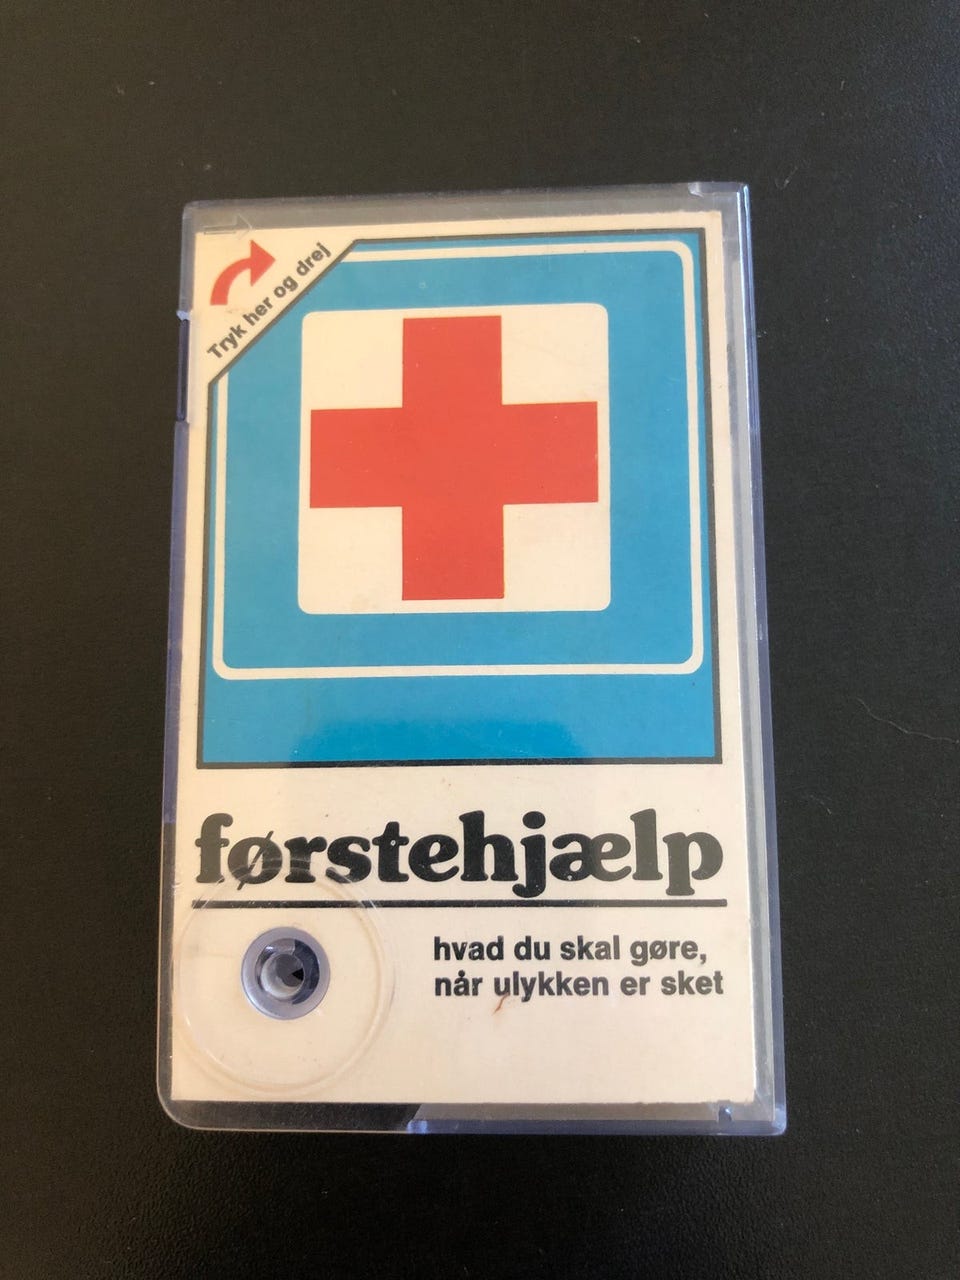 Tryk her og drej
førstehjælp
hvad du skal gøre,
når ulykken er sket